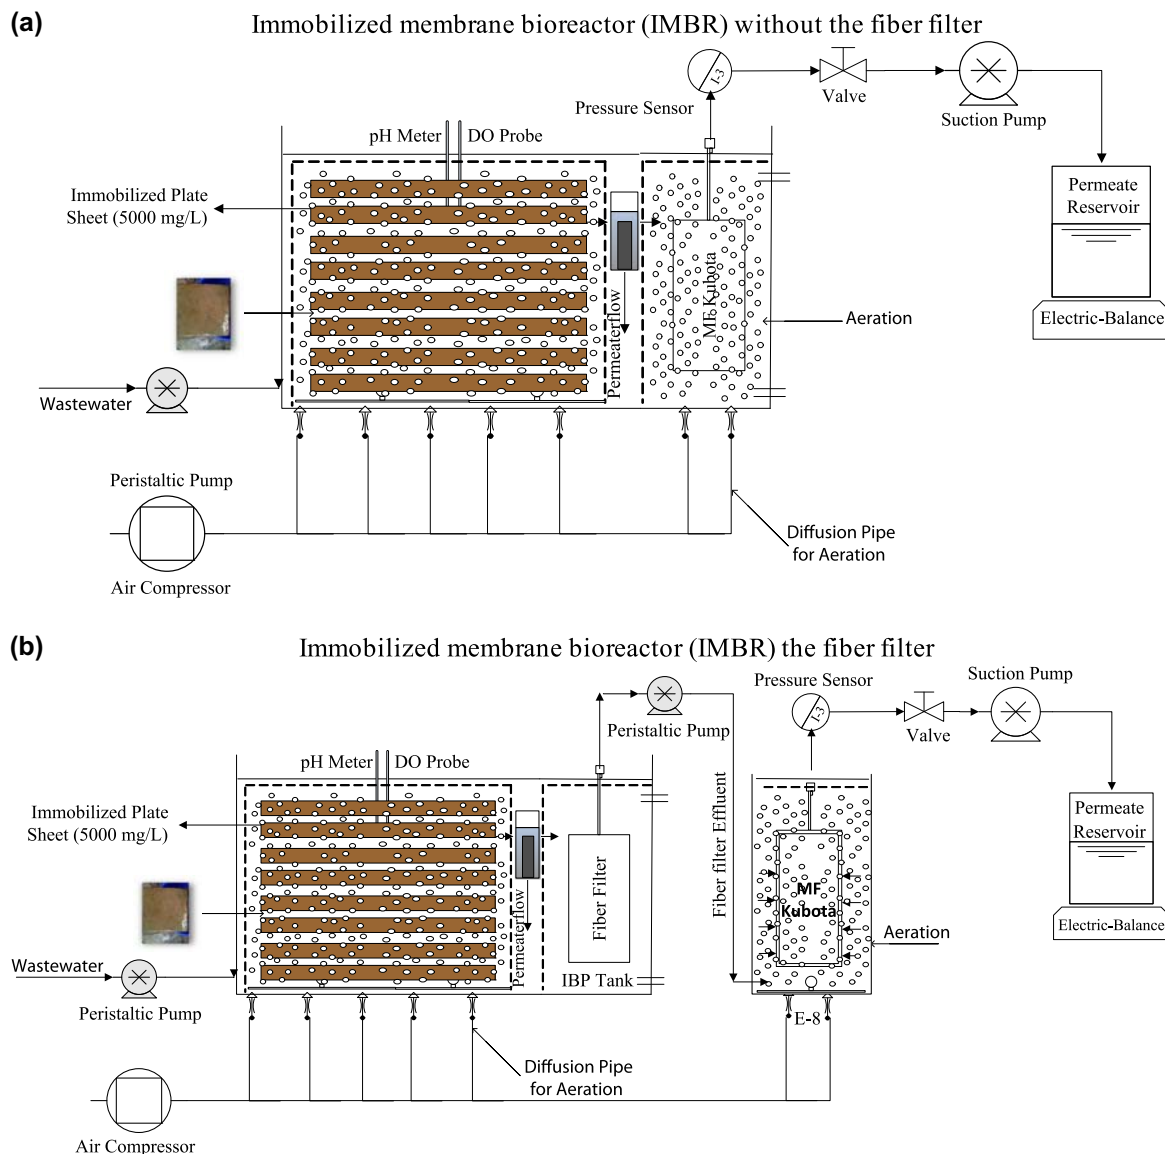 (a)
Immobilized membrane bioreactor (IMBR) without the fiber filter
I-3
Pressure Sensor
Valve
Suction Pump
pH Meter
DO Probe
Immobilized Plate
Sheet (5000 mg/L)
Permeate
Reservoir
MF Kubota
Permeaterflow
Aeration
Electric-Balance
Wastewater
Peristaltic Pump
Diffusion Pipe
for Aeration
Air Compressor
(b)
Immobilized membrane bioreactor (IMBR) the fiber filter
Pressure Sensor
Suction Pump
I-3
Peristaltic Pump
Valve
pH Meter
DO Probe
Immobilized Plate
Sheet (5000 mg/L)
Permeate
Reservoir
Fiber filter Effluent
Fiber Filter
MF
Kubota
Permeaterflow
Electric-Balance
Aeration
Wastewater
IBP Tank
Peristaltic Pump
E-8
Diffusion Pipe
for Aeration
Air Compressor